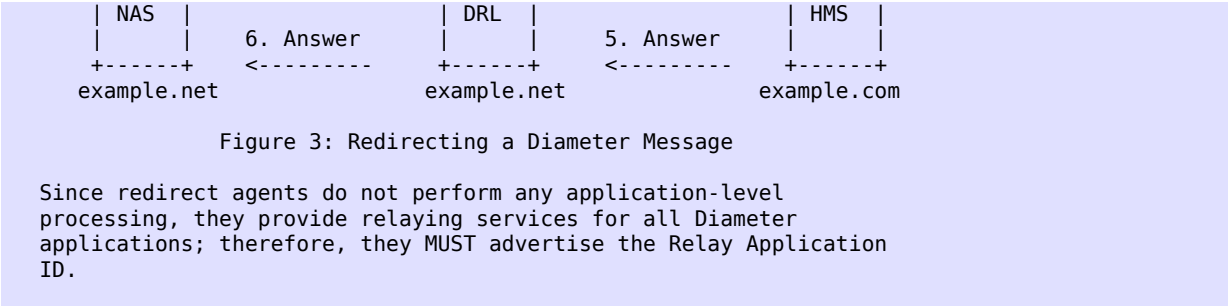 | NAS  |                    | DRL  |                    | HMS  |
|      |    6. Answer       |      |     5. Answer      |      |
+------+    <---------      +------+     <---------     +------+
example.net                 example.net                example.com
Figure 3: Redirecting a Diameter Message
Since redirect agents do not perform any application-level
processing, they provide relaying services for all Diameter
applications; therefore, they MUST advertise the Relay Application
ID.